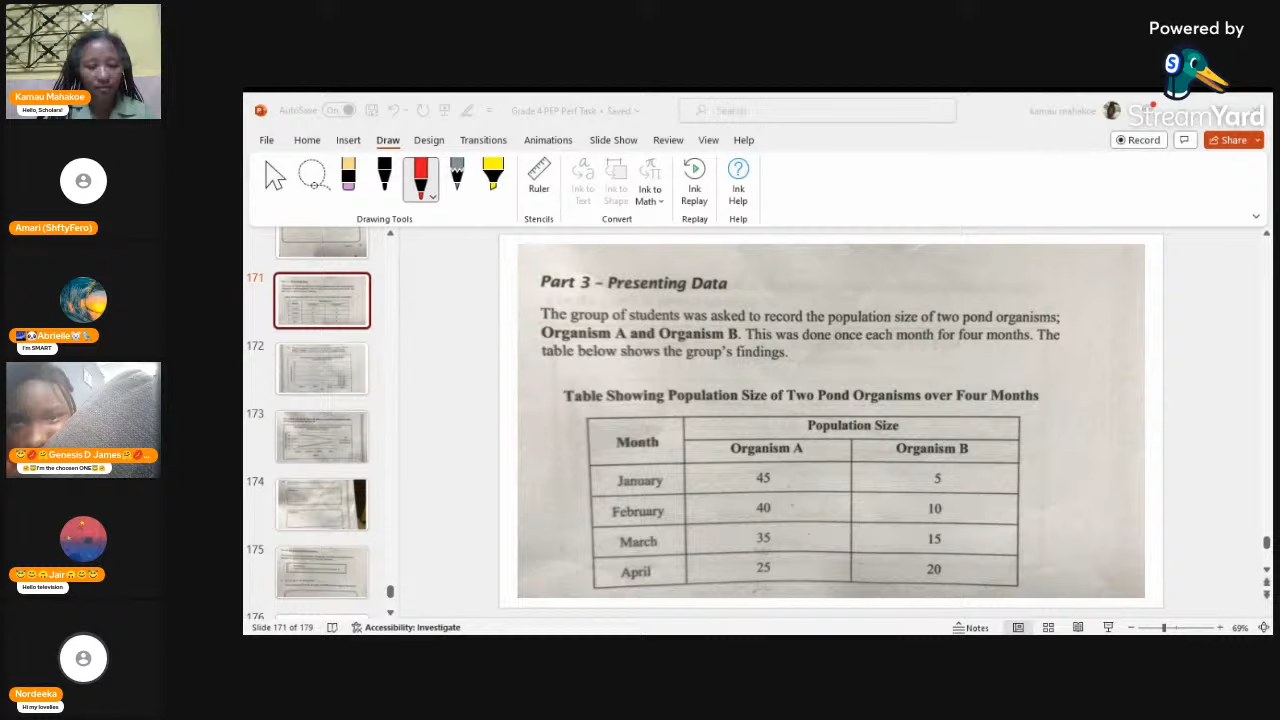 Powered by
StreamYard
Kamau Mahakoe
Hello, Scholars!
Amari (ShftyFero)
Abrielle
I'm SMART
Genesis D James
I'm the choosen ONE
Jair
Hello television
Nordeeka
Hi my lovelies
AutoSave On
Grade 4 PEP Perf Task • Saved
Search
kamau mahakoe
File Home Insert Draw Design Transitions Animations Slide Show Review View Help
Record
Share
Ruler
Ink to Text
Ink to Shape
Ink to Math
Ink Replay
Ink Help
Drawing Tools
Stencils
Convert
Replay
Help
171
172
173
174
175
176
Part 3 – Presenting Data
The group of students was asked to record the population size of two pond organisms;
Organism A and Organism B. This was done once each month for four months. The
table below shows the group's findings.
Table Showing Population Size of Two Pond Organisms over Four Months
Month Population Size
Organism A Organism B
January 45 5
February 40 10
March 35 15
April 25 20
Slide 171 of 179
Accessibility: Investigate
Notes
69%